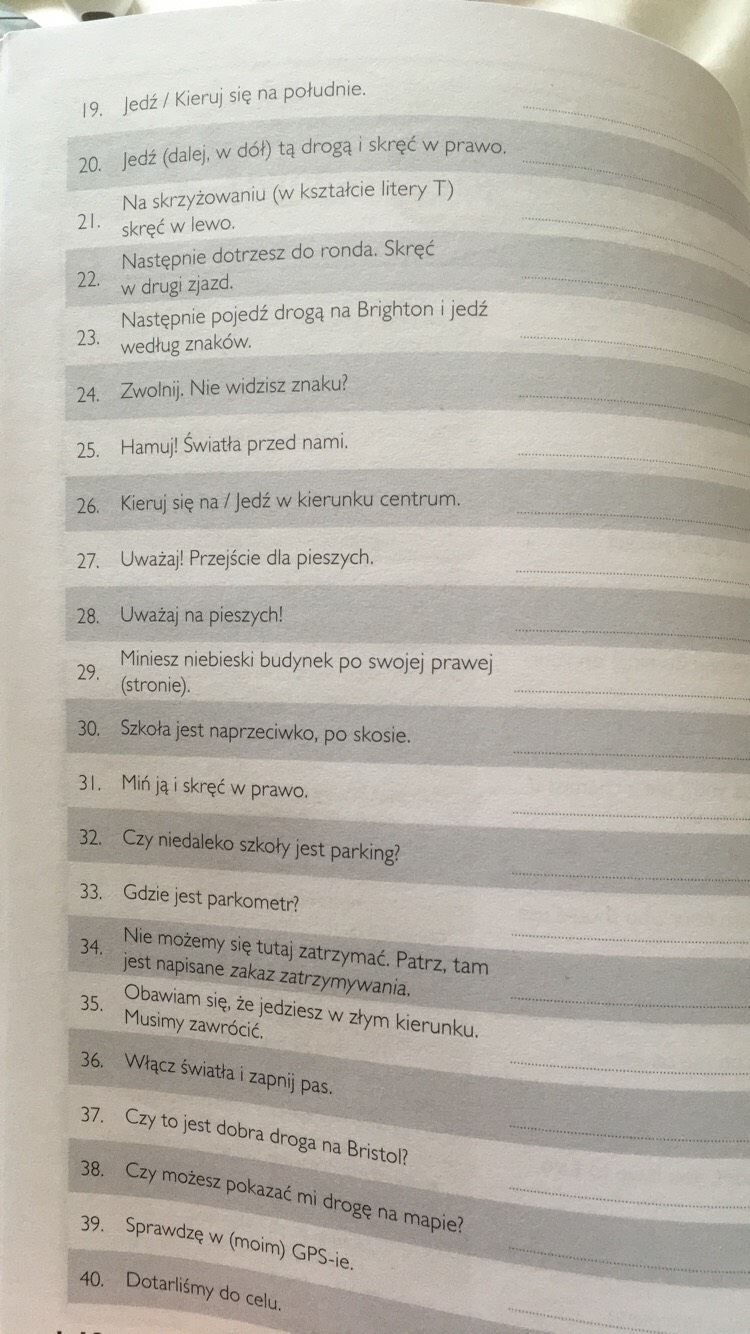 19. Jedź / Kieruj się na południe.
20. Jedź (dalej, w dół) tą drogą i skręć w prawo.
21. Na skrzyżowaniu (w kształcie litery T)
skręć w lewo.
22. Następnie dotrzesz do ronda. Skręć
w drugi zjazd.
23. Następnie pojedź drogą na Brighton i jedź
według znaków.
24. Zwolnij. Nie widzisz znaku?
25. Hamuj! Światła przed nami.
26. Kieruj się na / Jedź w kierunku centrum.
27. Uważaj! Przejście dla pieszych.
28. Uważaj na pieszych!
29. Miniesz niebieski budynek po swojej prawej
(stronie).
30. Szkoła jest naprzeciwko, po skosie.
31. Miń ją i skręć w prawo.
32. Czy niedaleko szkoły jest parking?
33. Gdzie jest parkometr?
34. Nie możemy się tutaj zatrzymać. Patrz, tam
jest napisane zakaz zatrzymywania.
35. Obawiam się, że jedziesz w złym kierunku.
Musimy zawrócić.
36. Włącz światła i zapnij pas.
37. Czy to jest dobra droga na Bristol?
38. Czy możesz pokazać mi drogę na mapie?
39. Sprawdzę w (moim) GPS-ie.
40. Dotarliśmy do celu.